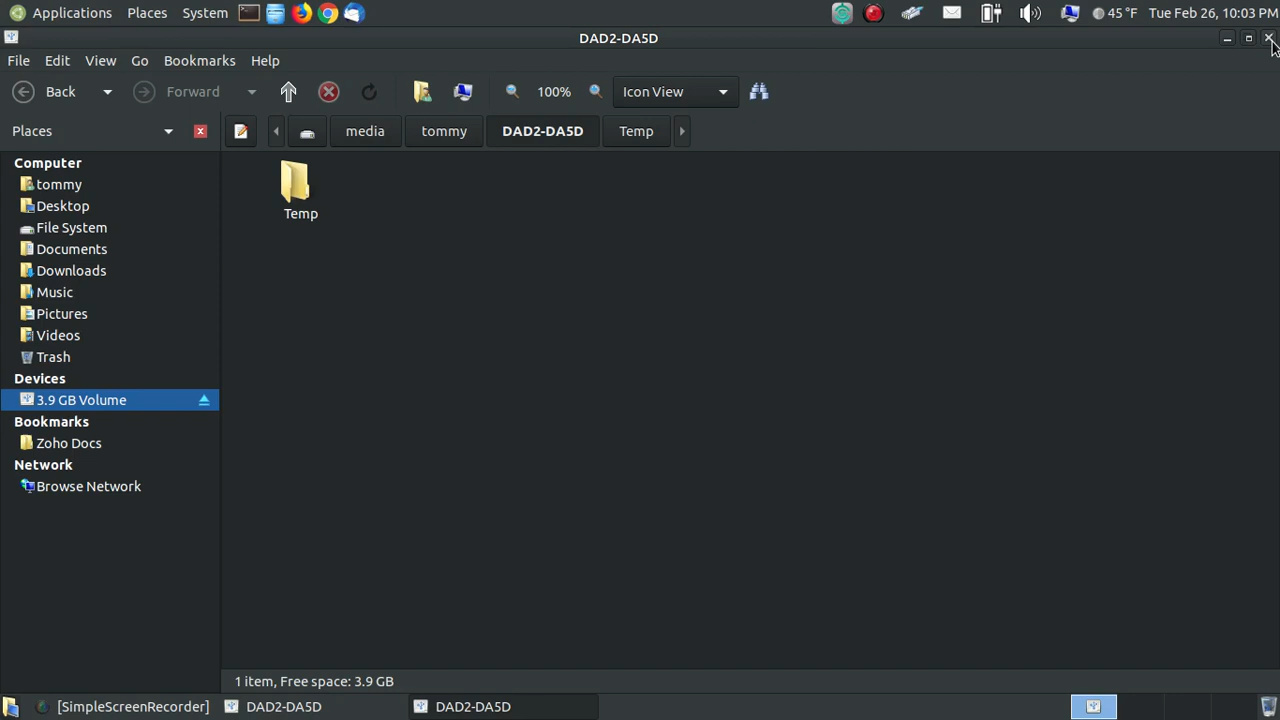 Applications Places System 45 °F Tue Feb 26, 10:03 PM
DAD2-DA5D
File Edit View Go Bookmarks Help
Back Forward 100% Icon View
Places media tommy DAD2-DA5D Temp
Computer
tommy
Desktop
File System
Documents
Downloads
Music
Pictures
Videos
Trash
Devices
3.9 GB Volume
Bookmarks
Zoho Docs
Network
Browse Network
Temp
1 item, Free space: 3.9 GB
[SimpleScreenRecorder] DAD2-DA5D DAD2-DA5D